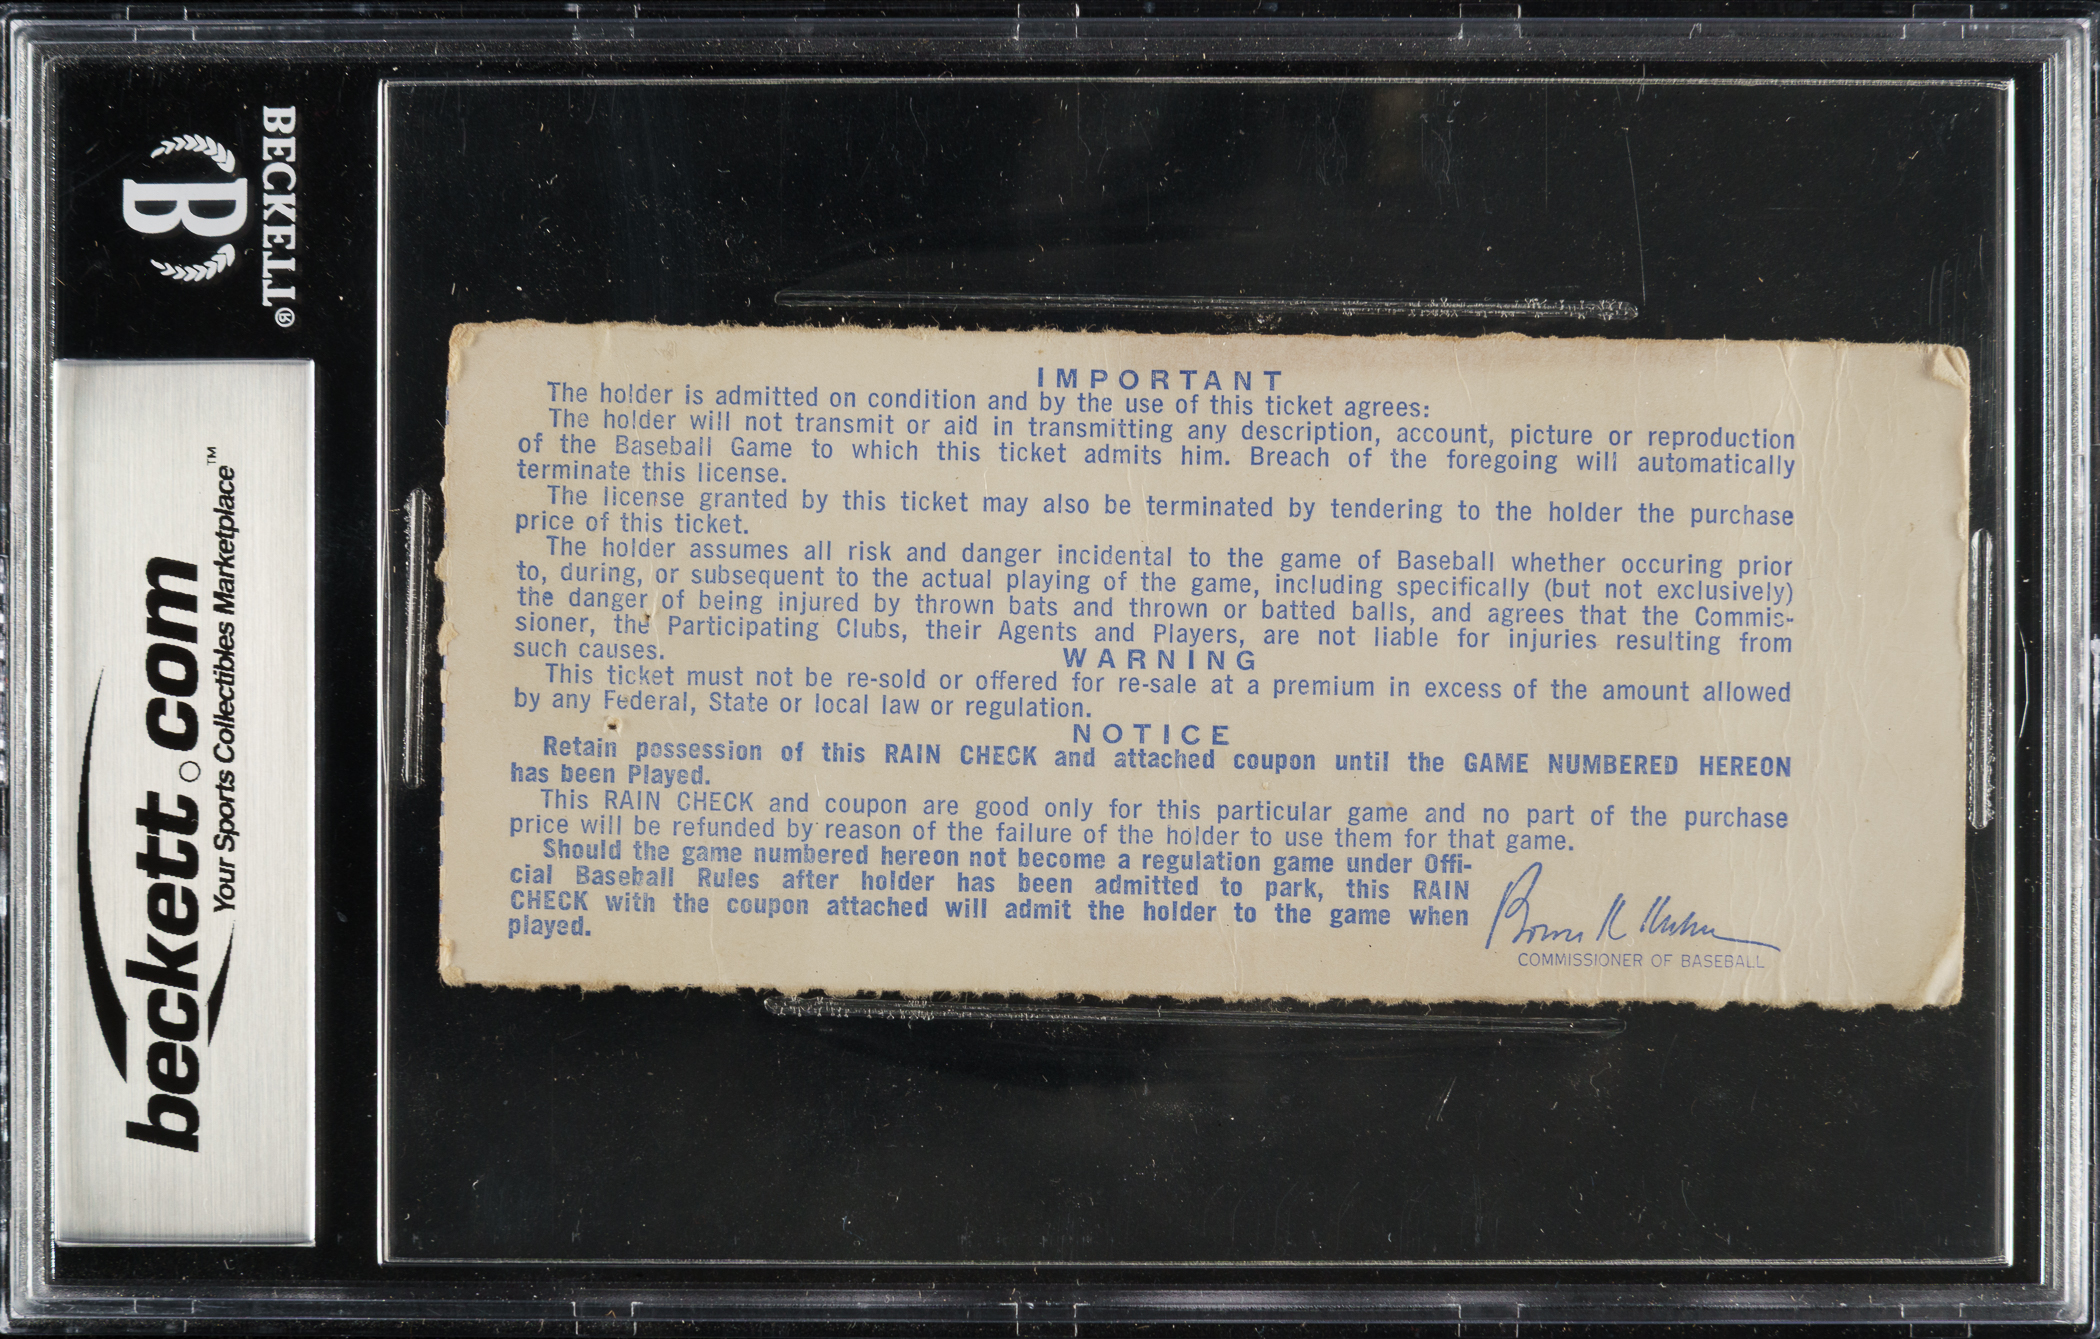 BECKETT®
B
beckett.com
Your Sports Collectibles Marketplace™
IMPORTANT
The holder is admitted on condition and by the use of this ticket agrees:
The holder will not transmit or aid in transmitting any description, account, picture or reproduction
of the Baseball Game to which this ticket admits him. Breach of the foregoing will automatically
terminate this license.
The license granted by this ticket may also be terminated by tendering to the holder the purchase
price of this ticket.
The holder assumes all risk and danger incidental to the game of Baseball whether occuring prior
to, during, or subsequent to the actual playing of the game, including specifically (but not exclusively)
the danger of being injured by thrown bats and thrown or batted balls, and agrees that the Commis-
sioner, the Participating Clubs, their Agents and Players, are not liable for injuries resulting from
such causes.
WARNING
This ticket must not be re-sold or offered for re-sale at a premium in excess of the amount allowed
by any Federal, State or local law or regulation.
NOTICE
Retain possession of this RAIN CHECK and attached coupon until the GAME NUMBERED HEREON
has been Played.
This RAIN CHECK and coupon are good only for this particular game and no part of the purchase
price will be refunded by reason of the failure of the holder to use them for that game.
Should the game numbered hereon not become a regulation game under Offi-
cial Baseball Rules after holder has been admitted to park, this RAIN
CHECK with the coupon attached will admit the holder to the game when
played.
Bowie K Kuhn
COMMISSIONER OF BASEBALL